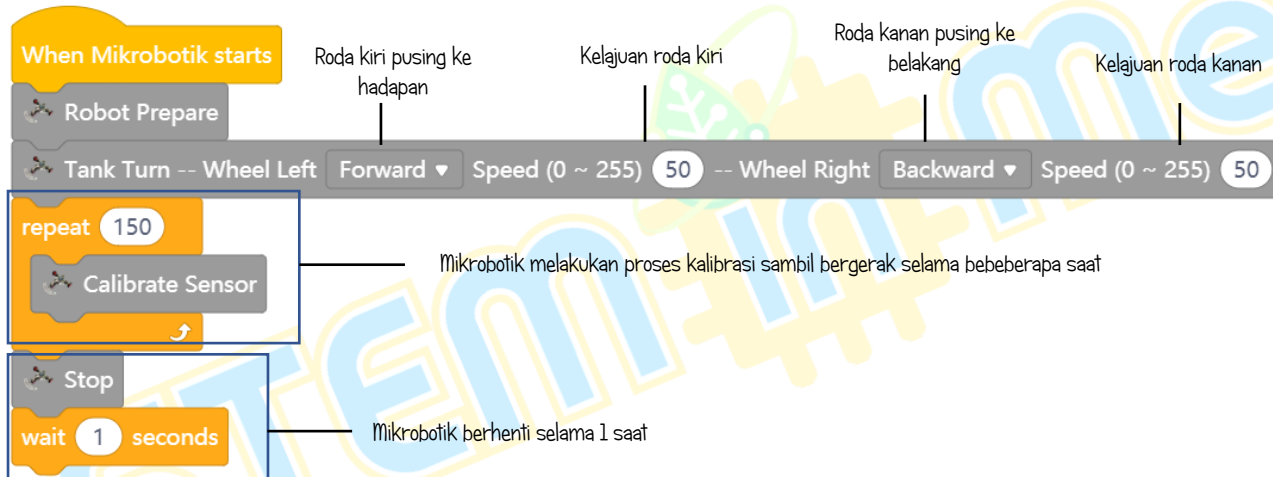 When Mikrobotik starts
Roda kiri pusing ke
hadapan
Kelajuan roda kiri
Roda kanan pusing ke
belakang
Kelajuan roda kanan
Robot Prepare
Tank Turn -- Wheel Left Forward Speed (0 ~ 255) 50 -- Wheel Right Backward Speed (0 ~ 255) 50
repeat 150
Calibrate Sensor
Mikrobotik melakukan proses kalibrasi sambil bergerak selama bebeberapa saat
Stop
wait 1 seconds
Mikrobotik berhenti selama 1 saat
STEM-in-me